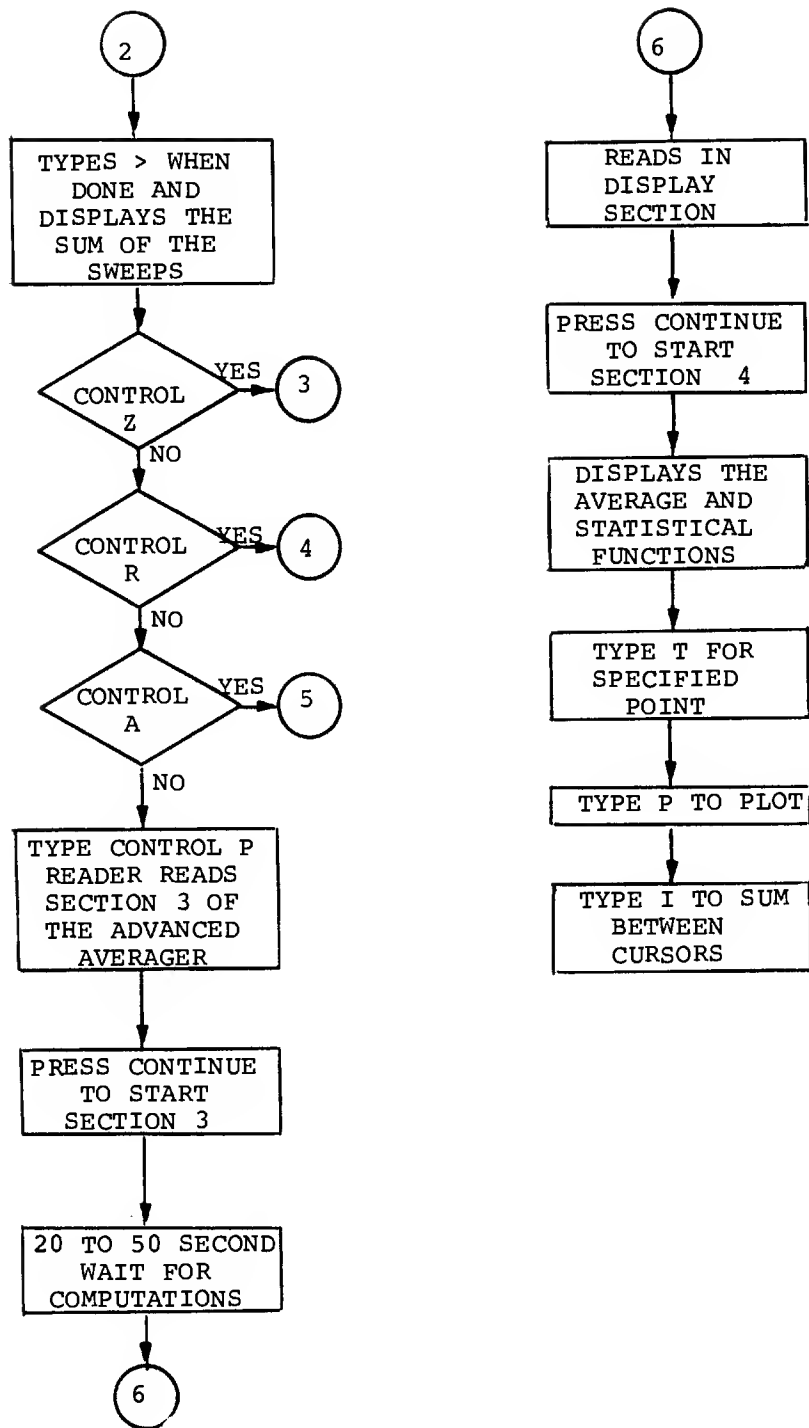 2
TYPES > WHEN
DONE AND
DISPLAYS THE
SUM OF THE
SWEEPS
CONTROL
Z
YES
3
NO
CONTROL
R
YES
4
NO
CONTROL
A
YES
5
NO
TYPE CONTROL P
READER READS
SECTION 3 OF
THE ADVANCED
AVERAGER
PRESS CONTINUE
TO START
SECTION 3
20 TO 50 SECOND
WAIT FOR
COMPUTATIONS
6
6
READS IN
DISPLAY
SECTION
PRESS CONTINUE
TO START
SECTION 4
DISPLAYS THE
AVERAGE AND
STATISTICAL
FUNCTIONS
TYPE T FOR
SPECIFIED
POINT
TYPE P TO PLOT
TYPE I TO SUM
BETWEEN
CURSORS